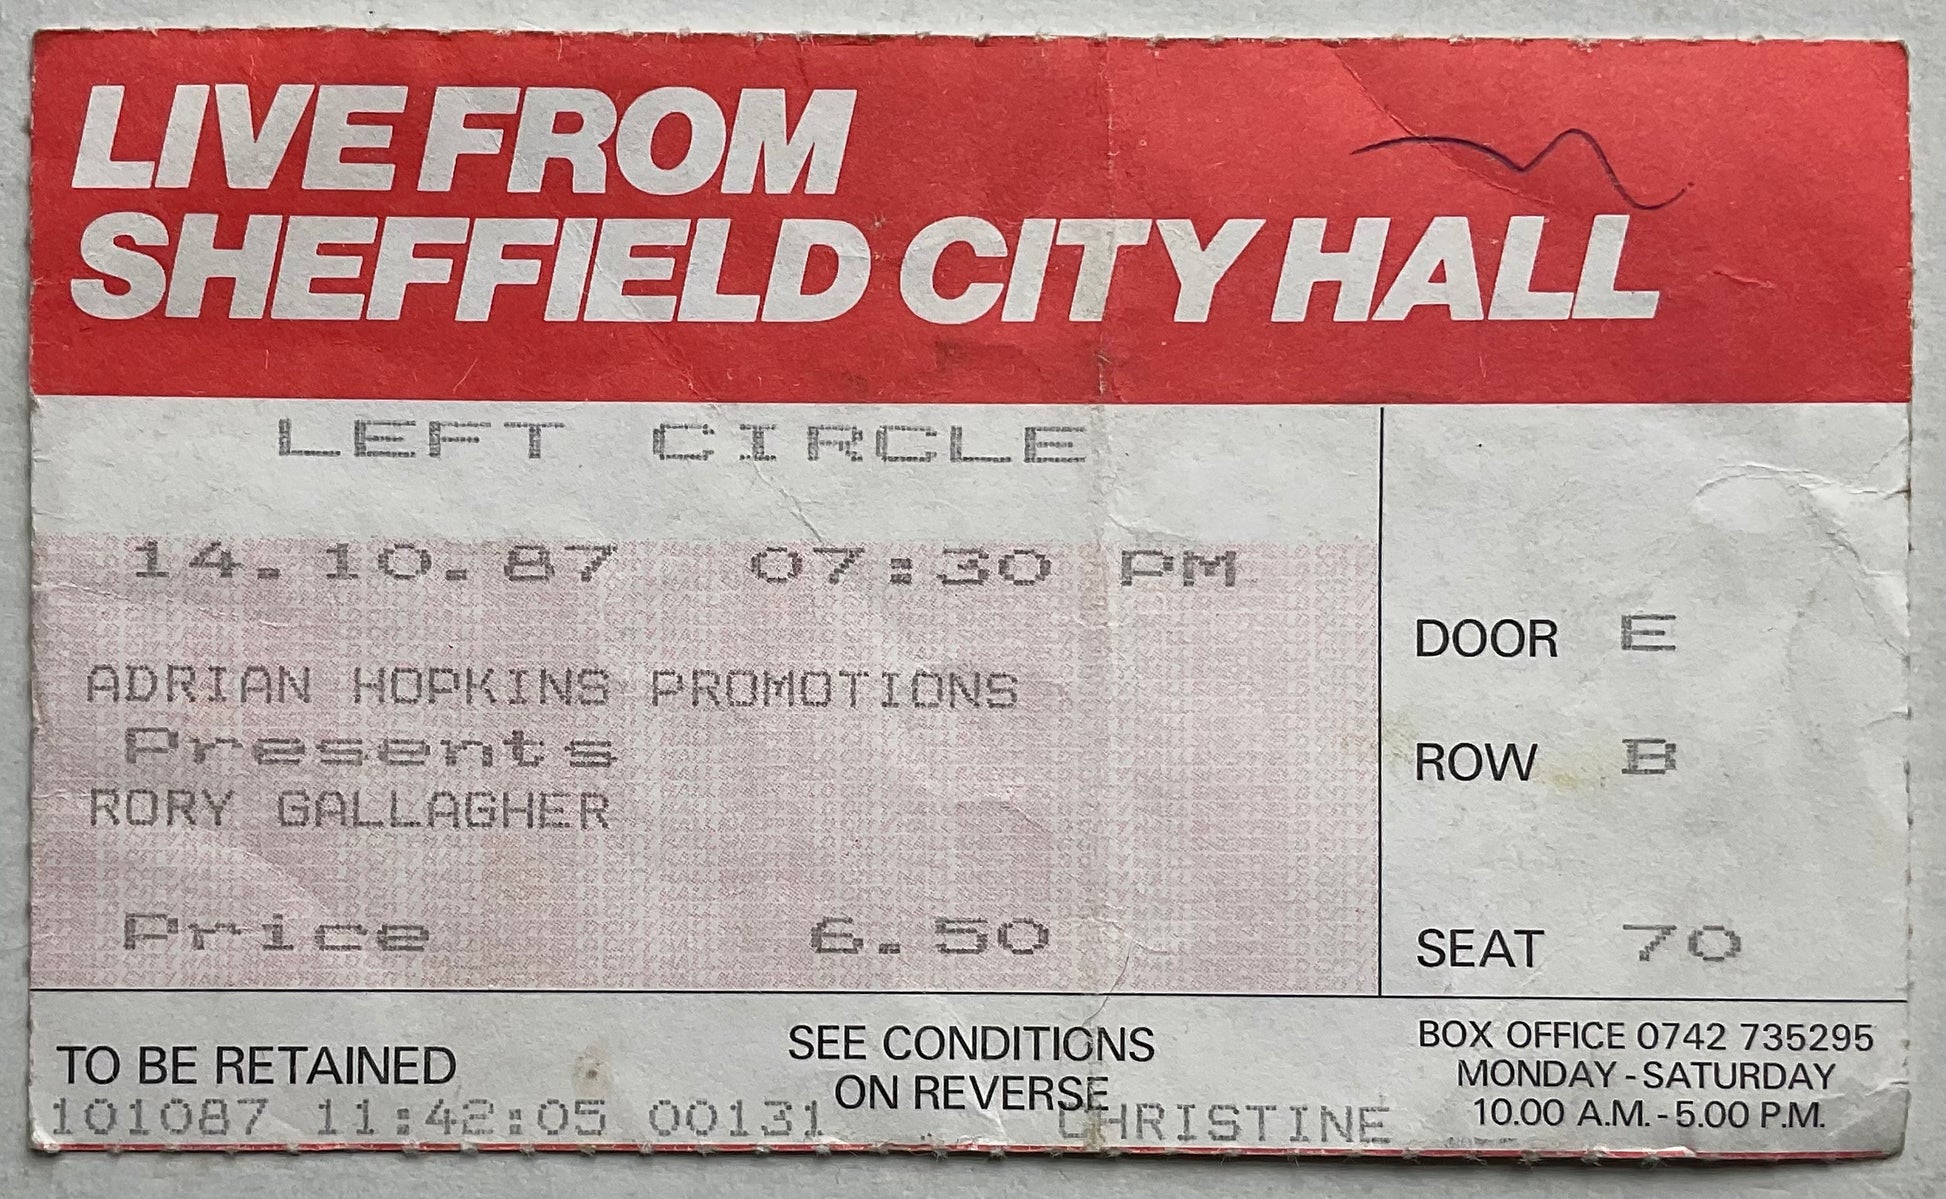 LIVE FROM
SHEFFIELD CITY HALL
LEFT CIRCLE
14.10.87 07:30 PM
ADRIAN HOPKINS PROMOTIONS
Presents
RORY GALLAGHER
Price 6.50
DOOR E
ROW B
SEAT 70
TO BE RETAINED
SEE CONDITIONS
ON REVERSE
BOX OFFICE 0742 735295
MONDAY - SATURDAY
10.00 A.M. - 5.00 P.M.
101087 11:42:05 00131 CHRISTINE